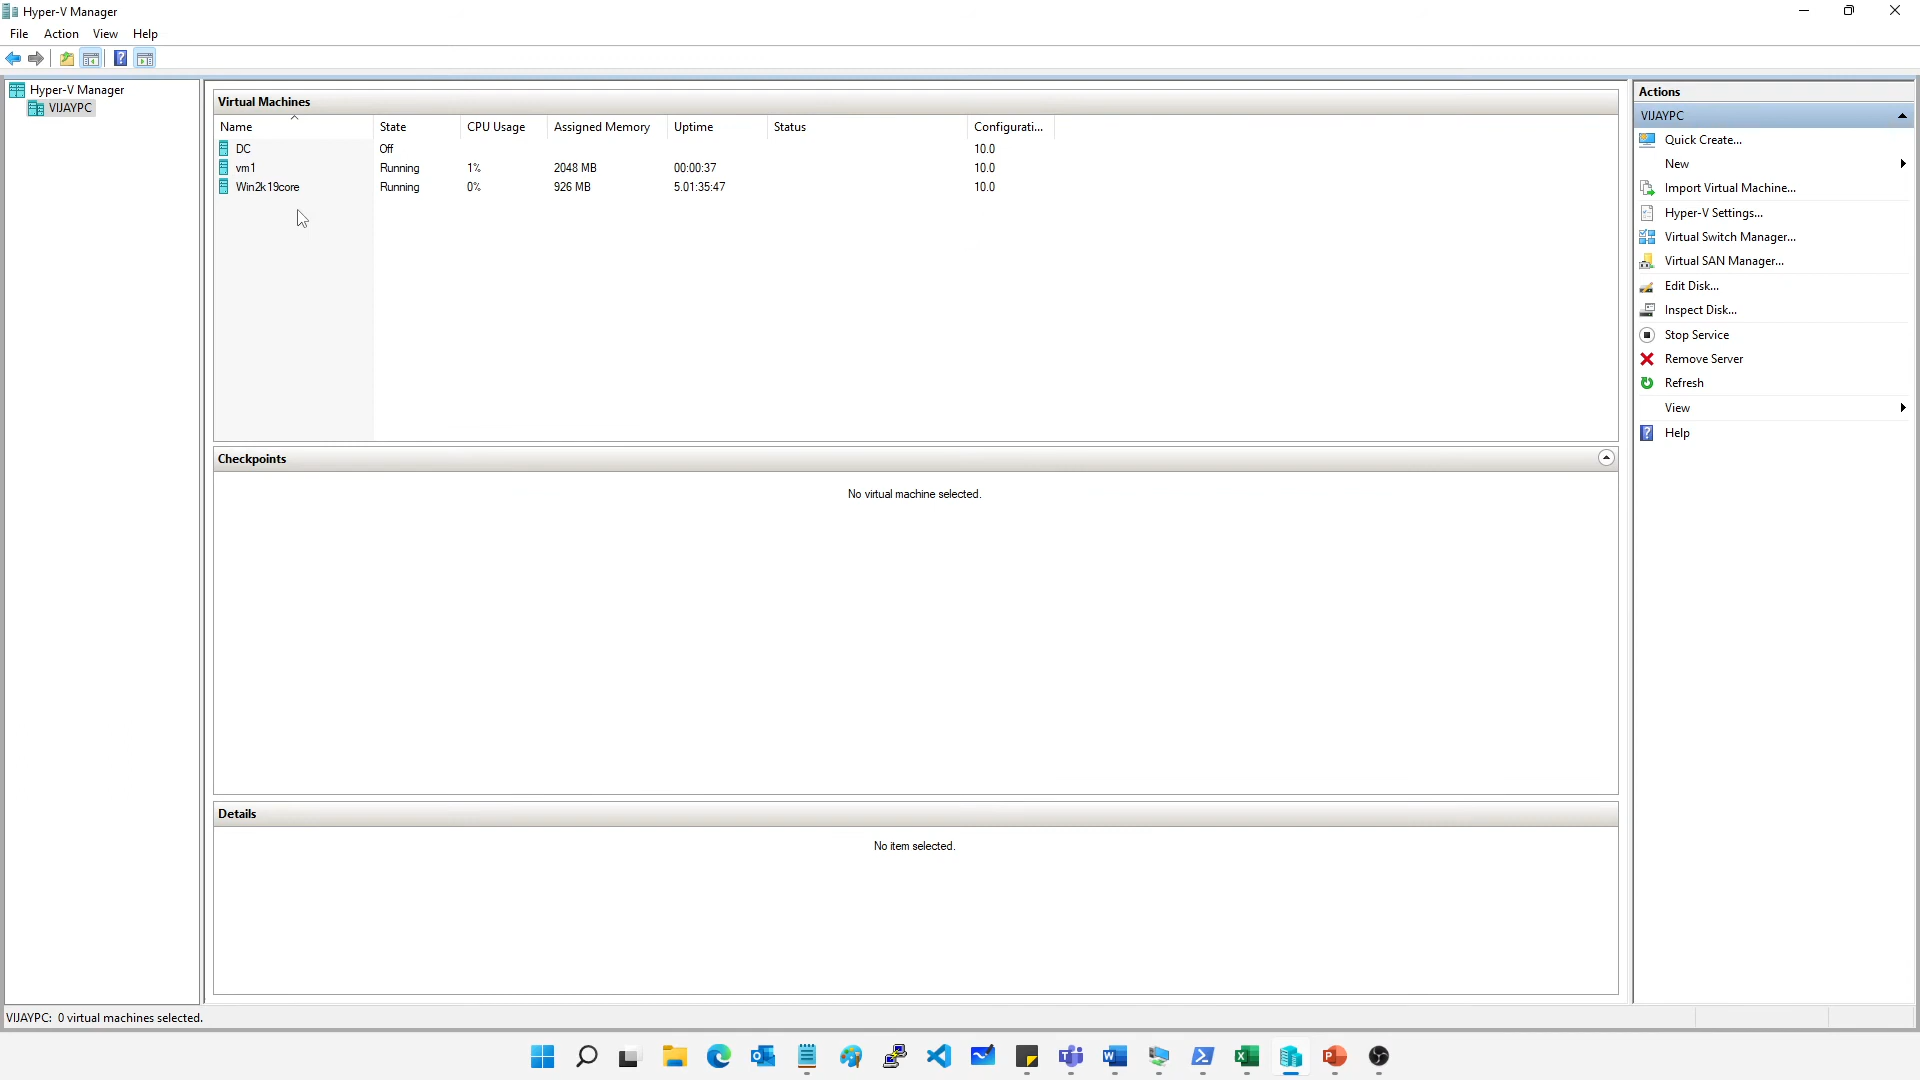 Hyper-V Manager
File Action View Help
Hyper-V Manager
VIJAYPC
Virtual Machines
Name State CPU Usage Assigned Memory Uptime Status Configurati...
DC Off 10.0
vm1 Running 1% 2048 MB 00:00:37 10.0
Win2k19core Running 0% 926 MB 5.01:35:47 10.0
Checkpoints
No virtual machine selected.
Details
No item selected.
Actions
VIJAYPC
Quick Create...
New
Import Virtual Machine...
Hyper-V Settings...
Virtual Switch Manager...
Virtual SAN Manager...
Edit Disk...
Inspect Disk...
Stop Service
Remove Server
Refresh
View
Help
VIJAYPC: 0 virtual machines selected.